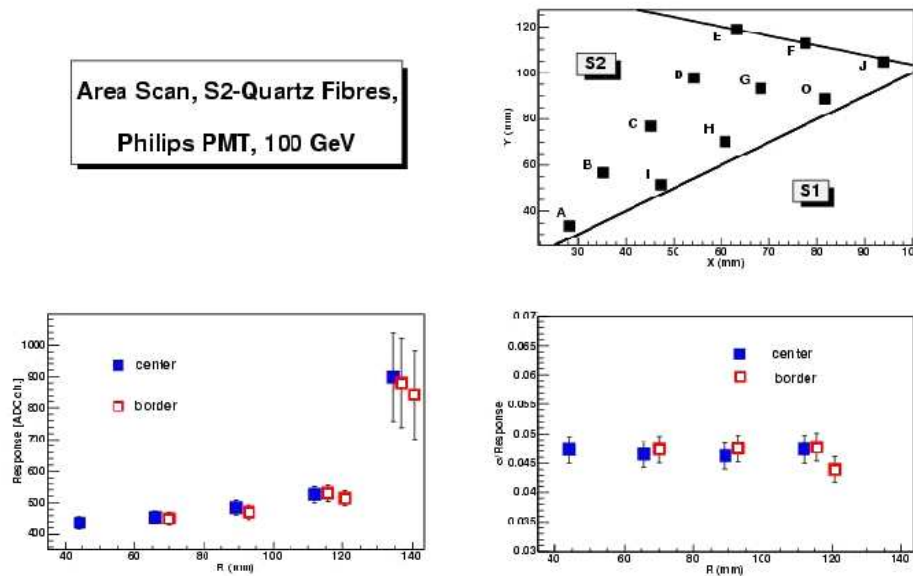 Area Scan, S2-Quartz Fibres,
Philips PMT, 100 GeV
Y (mm)
120
100
80
60
40
S2
S1
E
F
J
D
G
O
C
H
B
I
A
30 40 50 60 70 80 90 100
X (mm)
Response [ADCch.]
1000
900
800
700
600
500
400
center
border
40 60 80 100 120 140
R (mm)
σ/Response
0.07
0.065
0.06
0.055
0.05
0.045
0.04
0.035
0.03
center
border
40 60 80 100 120 140
R (mm)